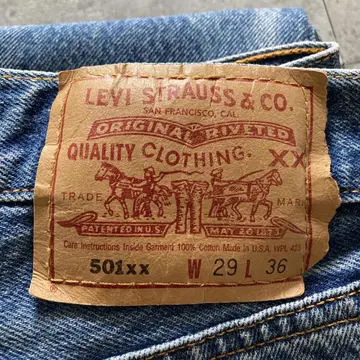 LEVI STRAUSS & CO.
SAN FRANCISCO, CAL.
ORIGINAL RIVETED
QUALITY CLOTHING.
XX
TRADE MAR
PATENTED IN U.S. MAY 20 1873
Care Instructions Inside Garment 100% Cotton Made in U.S.A. WPL 423
501xx W 29 L 36